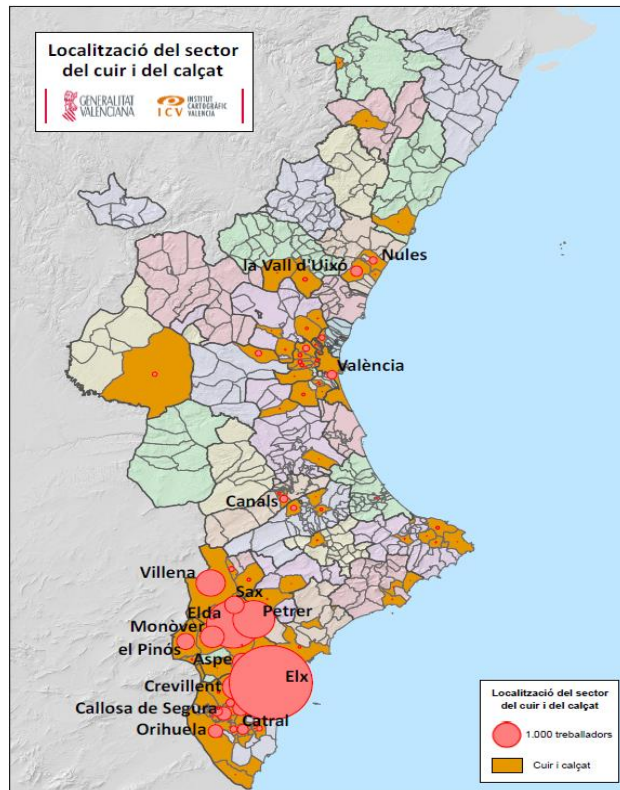 Localització del sector
del cuir i del calçat
GENERALITAT
VALENCIANA
INSTITUT
CARTOGRÀFIC
VALENCIÀ
ICV
Nules
la Vall d'Uixó
València
Canals
Villena
Sax
Elda
Petrer
Monòver
el Pinós
Aspe
Elx
Crevillent
Callosa de Segura
Catral
Orihuela
Localització del sector
del cuir i del calçat
1.000 treballadors
Cuir i calçat